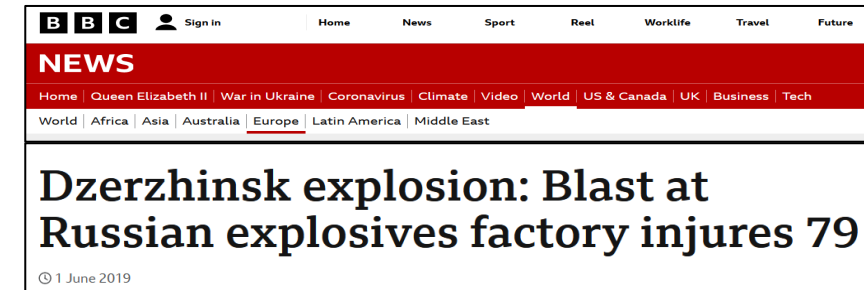 BBC Sign in Home News Sport Reel Worklife Travel Future
NEWS
Home Queen Elizabeth II War in Ukraine Coronavirus Climate Video World US & Canada UK Business Tech
World Africa Asia Australia Europe Latin America Middle East
Dzerzhinsk explosion: Blast at
Russian explosives factory injures 79
1 June 2019